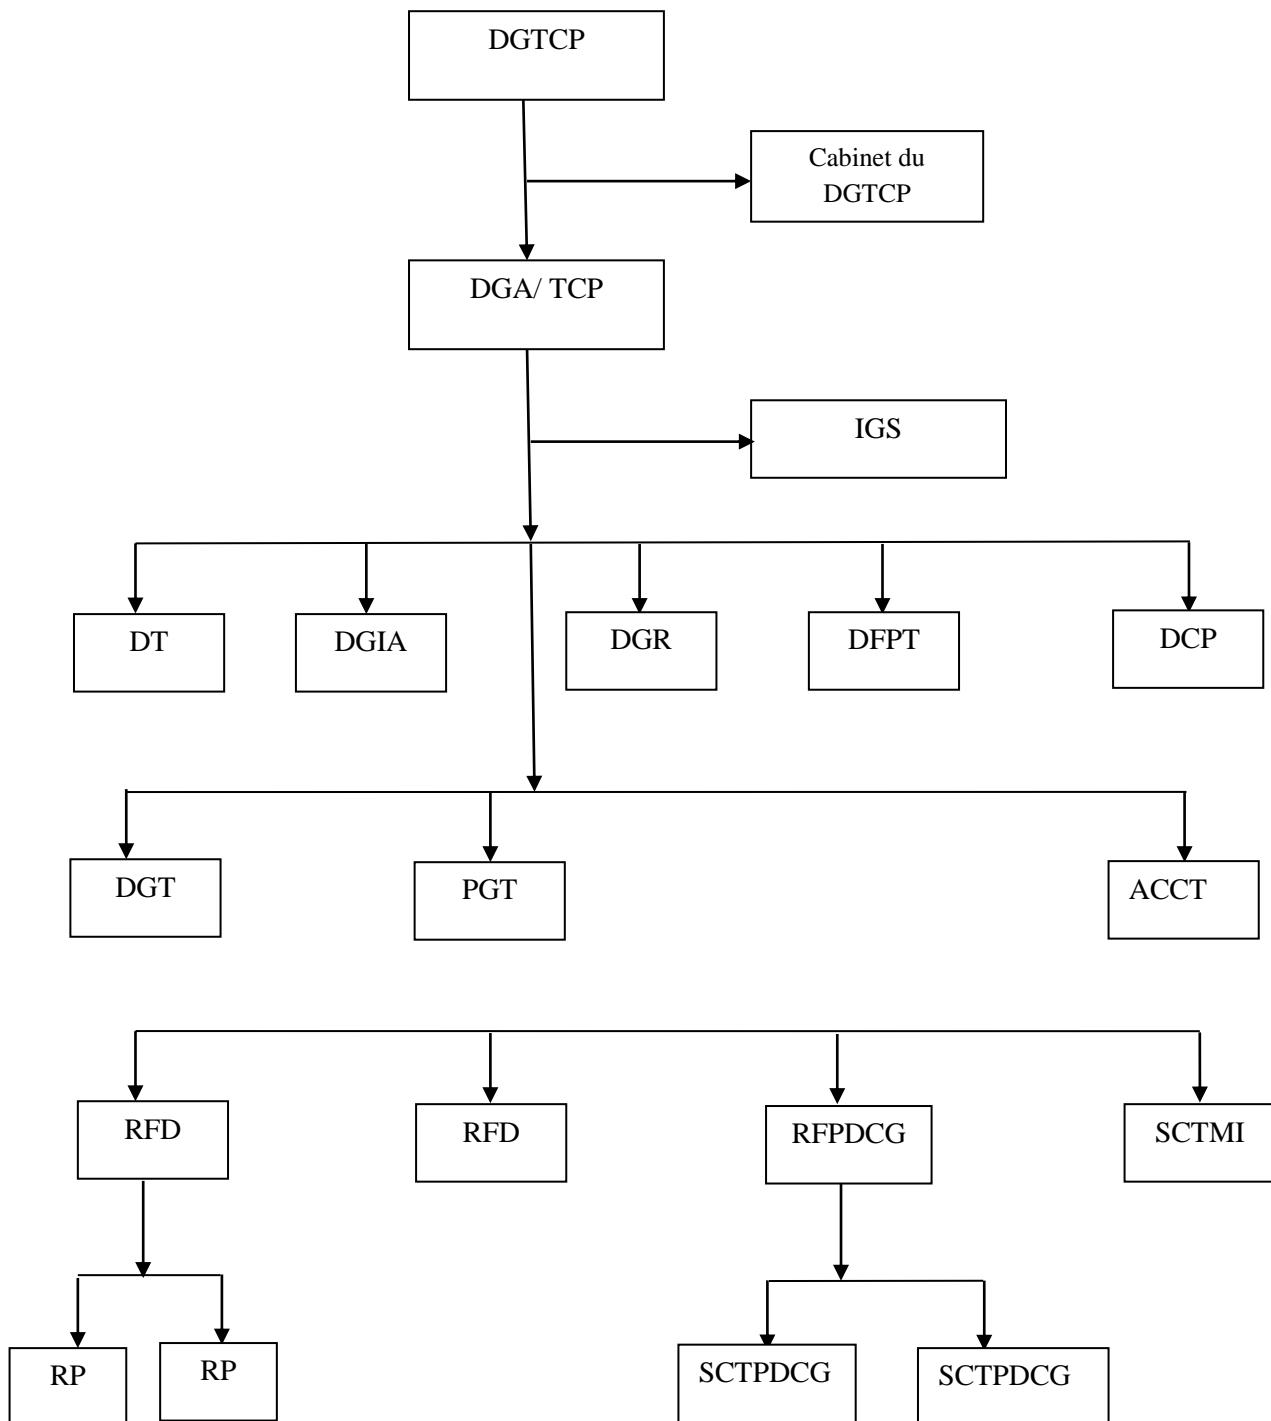 DGTCP
Cabinet du
DGTCP
DGA/ TCP
IGS
DT
DGIA
DGR
DFPT
DCP
DGT
PGT
ACCT
RFD
RFD
RFPDCG
SCTMI
RP
RP
SCTPDCG
SCTPDCG